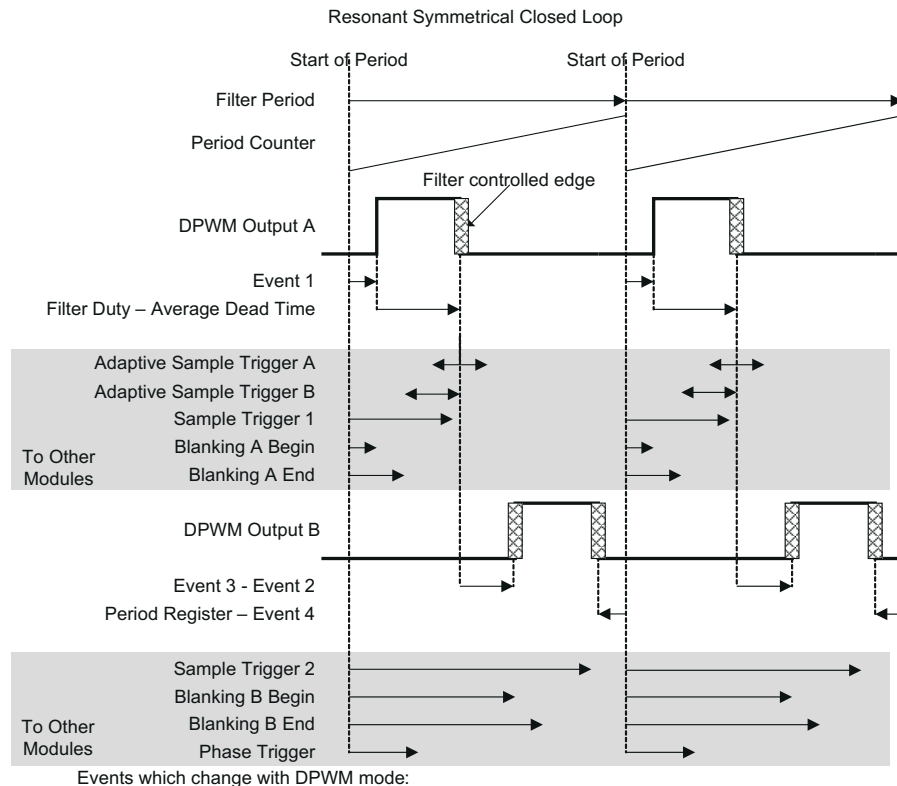 Resonant Symmetrical Closed Loop
Start of Period Start of Period
Filter Period
Period Counter
Filter controlled edge
DPWM Output A
Event 1
Filter Duty – Average Dead Time
Adaptive Sample Trigger A
Adaptive Sample Trigger B
Sample Trigger 1
Blanking A Begin
To Other
Modules
Blanking A End
DPWM Output B
Event 3 - Event 2
Period Register – Event 4
Sample Trigger 2
Blanking B Begin
Blanking B End
To Other
Modules
Phase Trigger
Events which change with DPWM mode: